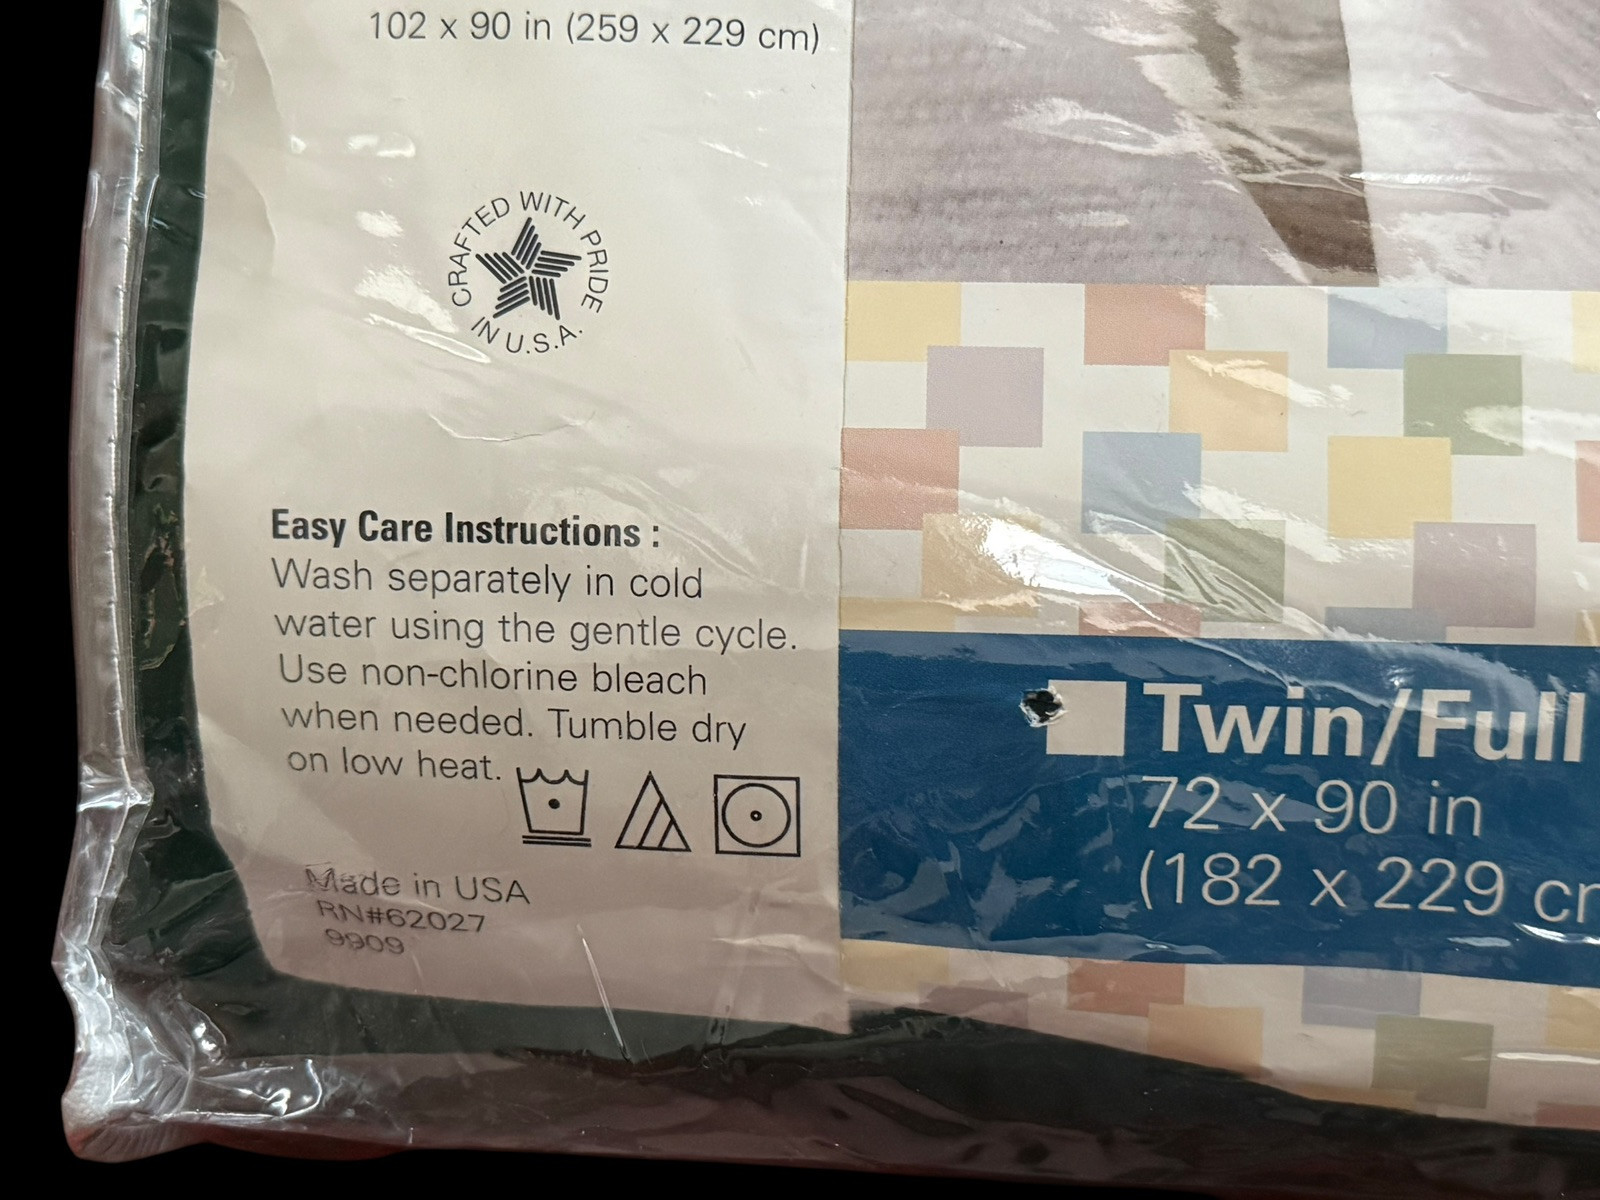 102 x 90 in (259 x 229 cm)
CRAFTED WITH PRIDE
IN U.S.A.
Easy Care Instructions :
Wash separately in cold
water using the gentle cycle.
Use non-chlorine bleach
when needed. Tumble dry
on low heat.
Made in USA
RN#62027
9909
Twin/Full
72 x 90 in
(182 x 229 cm